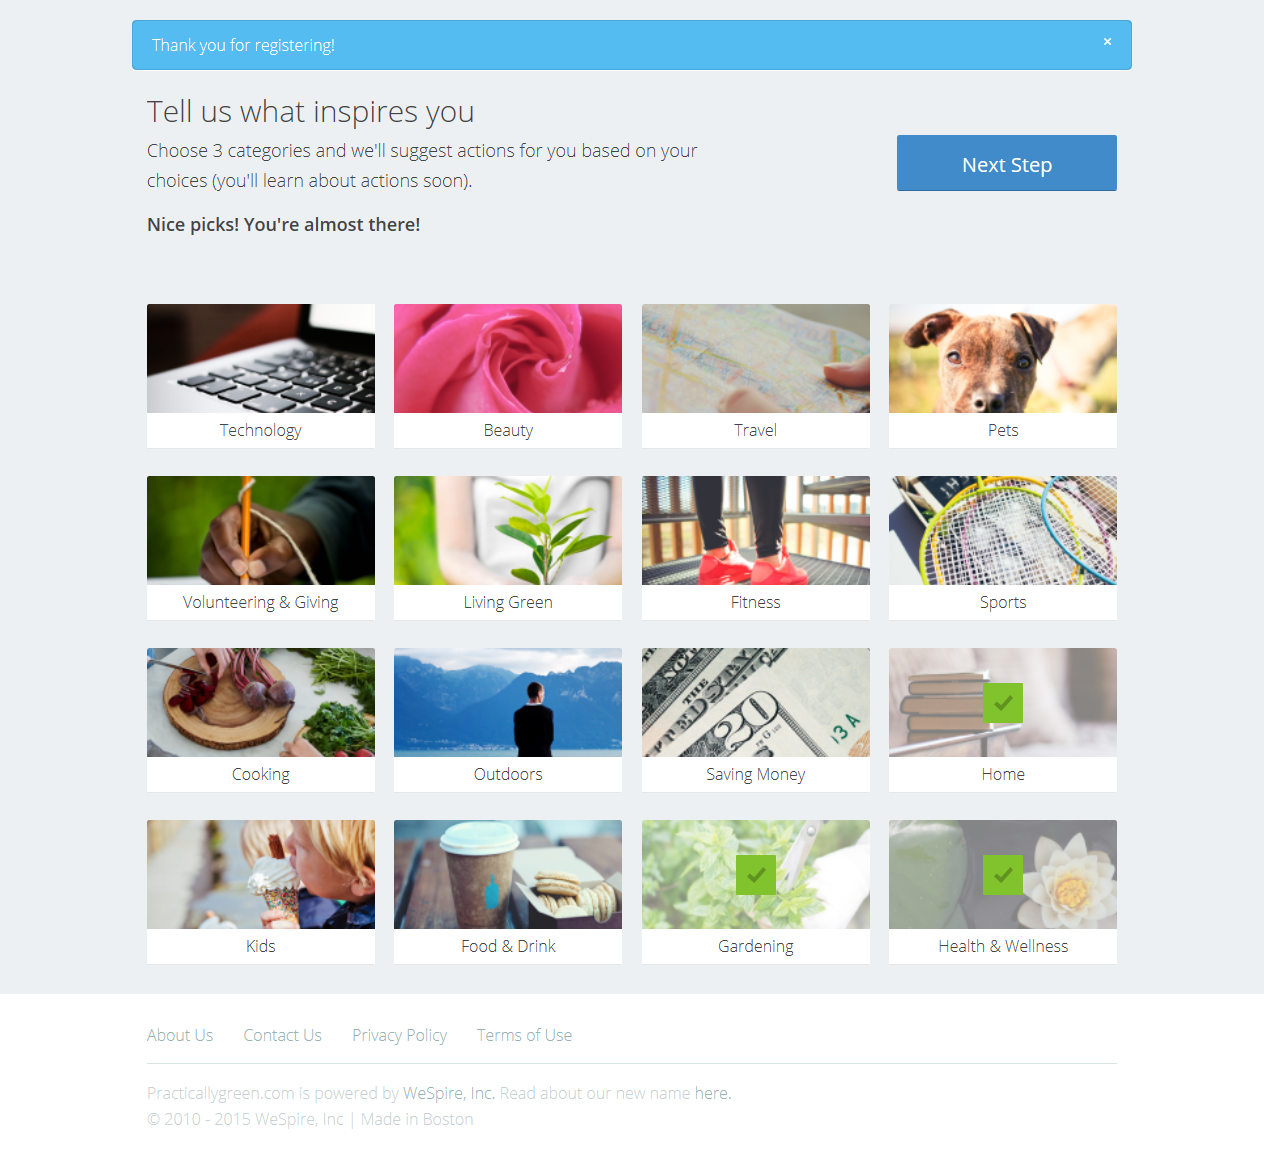 Thank you for registering!
×
Tell us what inspires you
Choose 3 categories and we'll suggest actions for you based on your
choices (you'll learn about actions soon).
Next Step
Nice picks! You're almost there!
Technology
Beauty
Travel
Pets
Volunteering & Giving
Living Green
Fitness
Sports
THE
20
13A
Cooking
Outdoors
Saving Money
Home
Kids
Food & Drink
Gardening
Health & Wellness
About Us
Contact Us
Privacy Policy
Terms of Use
Practicallygreen.com is powered by WeSpire, Inc. Read about our new name here.
© 2010 - 2015 WeSpire, Inc | Made in Boston